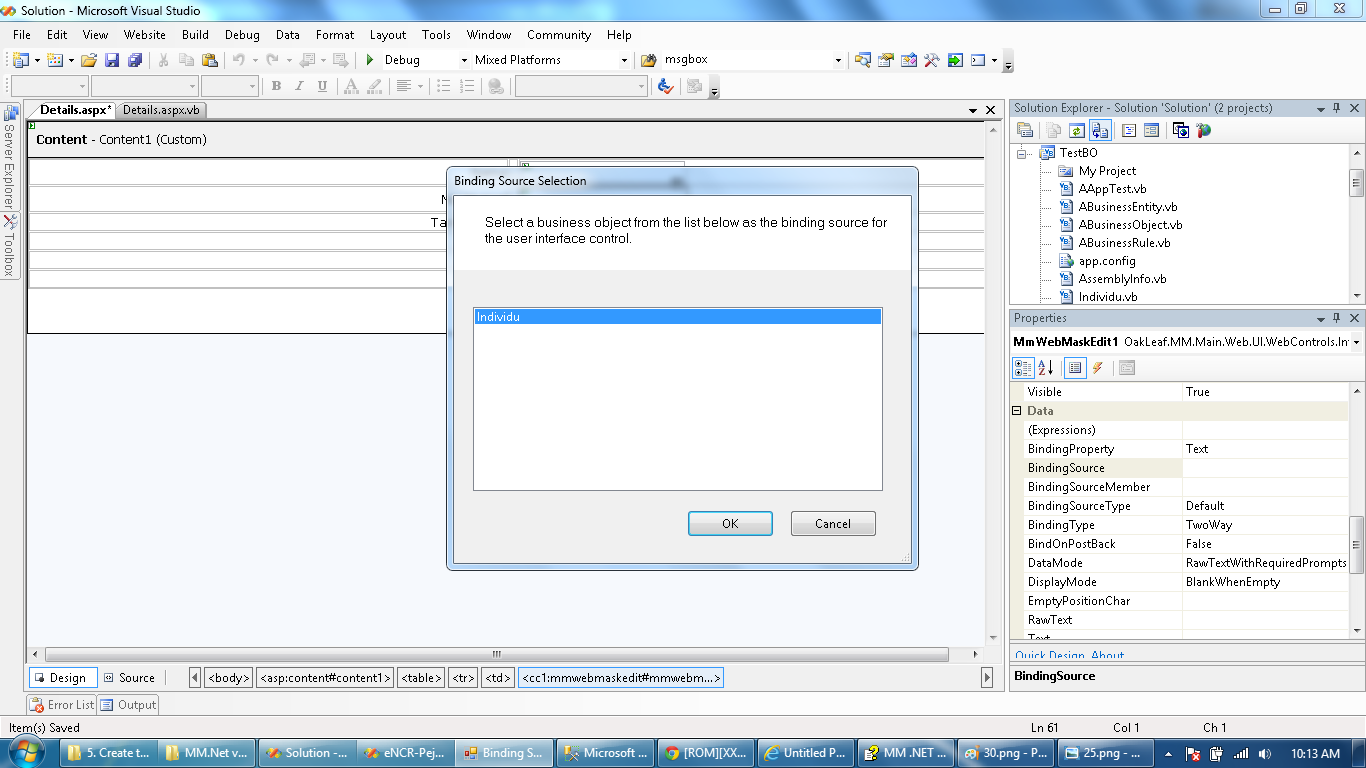 Solution - Microsoft Visual Studio
File Edit View Website Build Debug Data Format Layout Tools Window Community Help
Debug Mixed Platforms msgbox
B I U A
Details.aspx* Details.aspx.vb
Server Explorer
Toolbox
Content - Content1 (Custom)
Ta
Binding Source Selection
Select a business object from the list below as the binding source for
the user interface control.
Individu
OK Cancel
Solution Explorer - Solution 'Solution' (2 projects)
TestBO
My Project
AAppTest.vb
ABusinessEntity.vb
ABusinessObject.vb
ABusinessRule.vb
app.config
AssemblyInfo.vb
Individu.vb
Properties
MmWebMaskEdit1 OakLeaf.MM.Main.Web.UI.WebControls.In
Visible True
Data
(Expressions)
BindingProperty Text
BindingSource
BindingSourceMember
BindingSourceType Default
BindingType TwoWay
BindOnPostBack False
DataMode RawTextWithRequiredPrompts
DisplayMode BlankWhenEmpty
EmptyPositionChar
RawText
Text
Quick Design, About
BindingSource
Design Source <body> <asp:content#content1> <table> <tr> <td> <cc1:mmwebmaskedit#mmwebm...>
Error List Output
Item(s) Saved Ln 61 Col 1 Ch 1
5. Create t... MM.Net v... Solution -... eNCR-Pej... Binding S... Microsoft ... [ROM][XX... Untitled P... MM .NET ... 30.png - P... 25.png - ... 10:13 AM